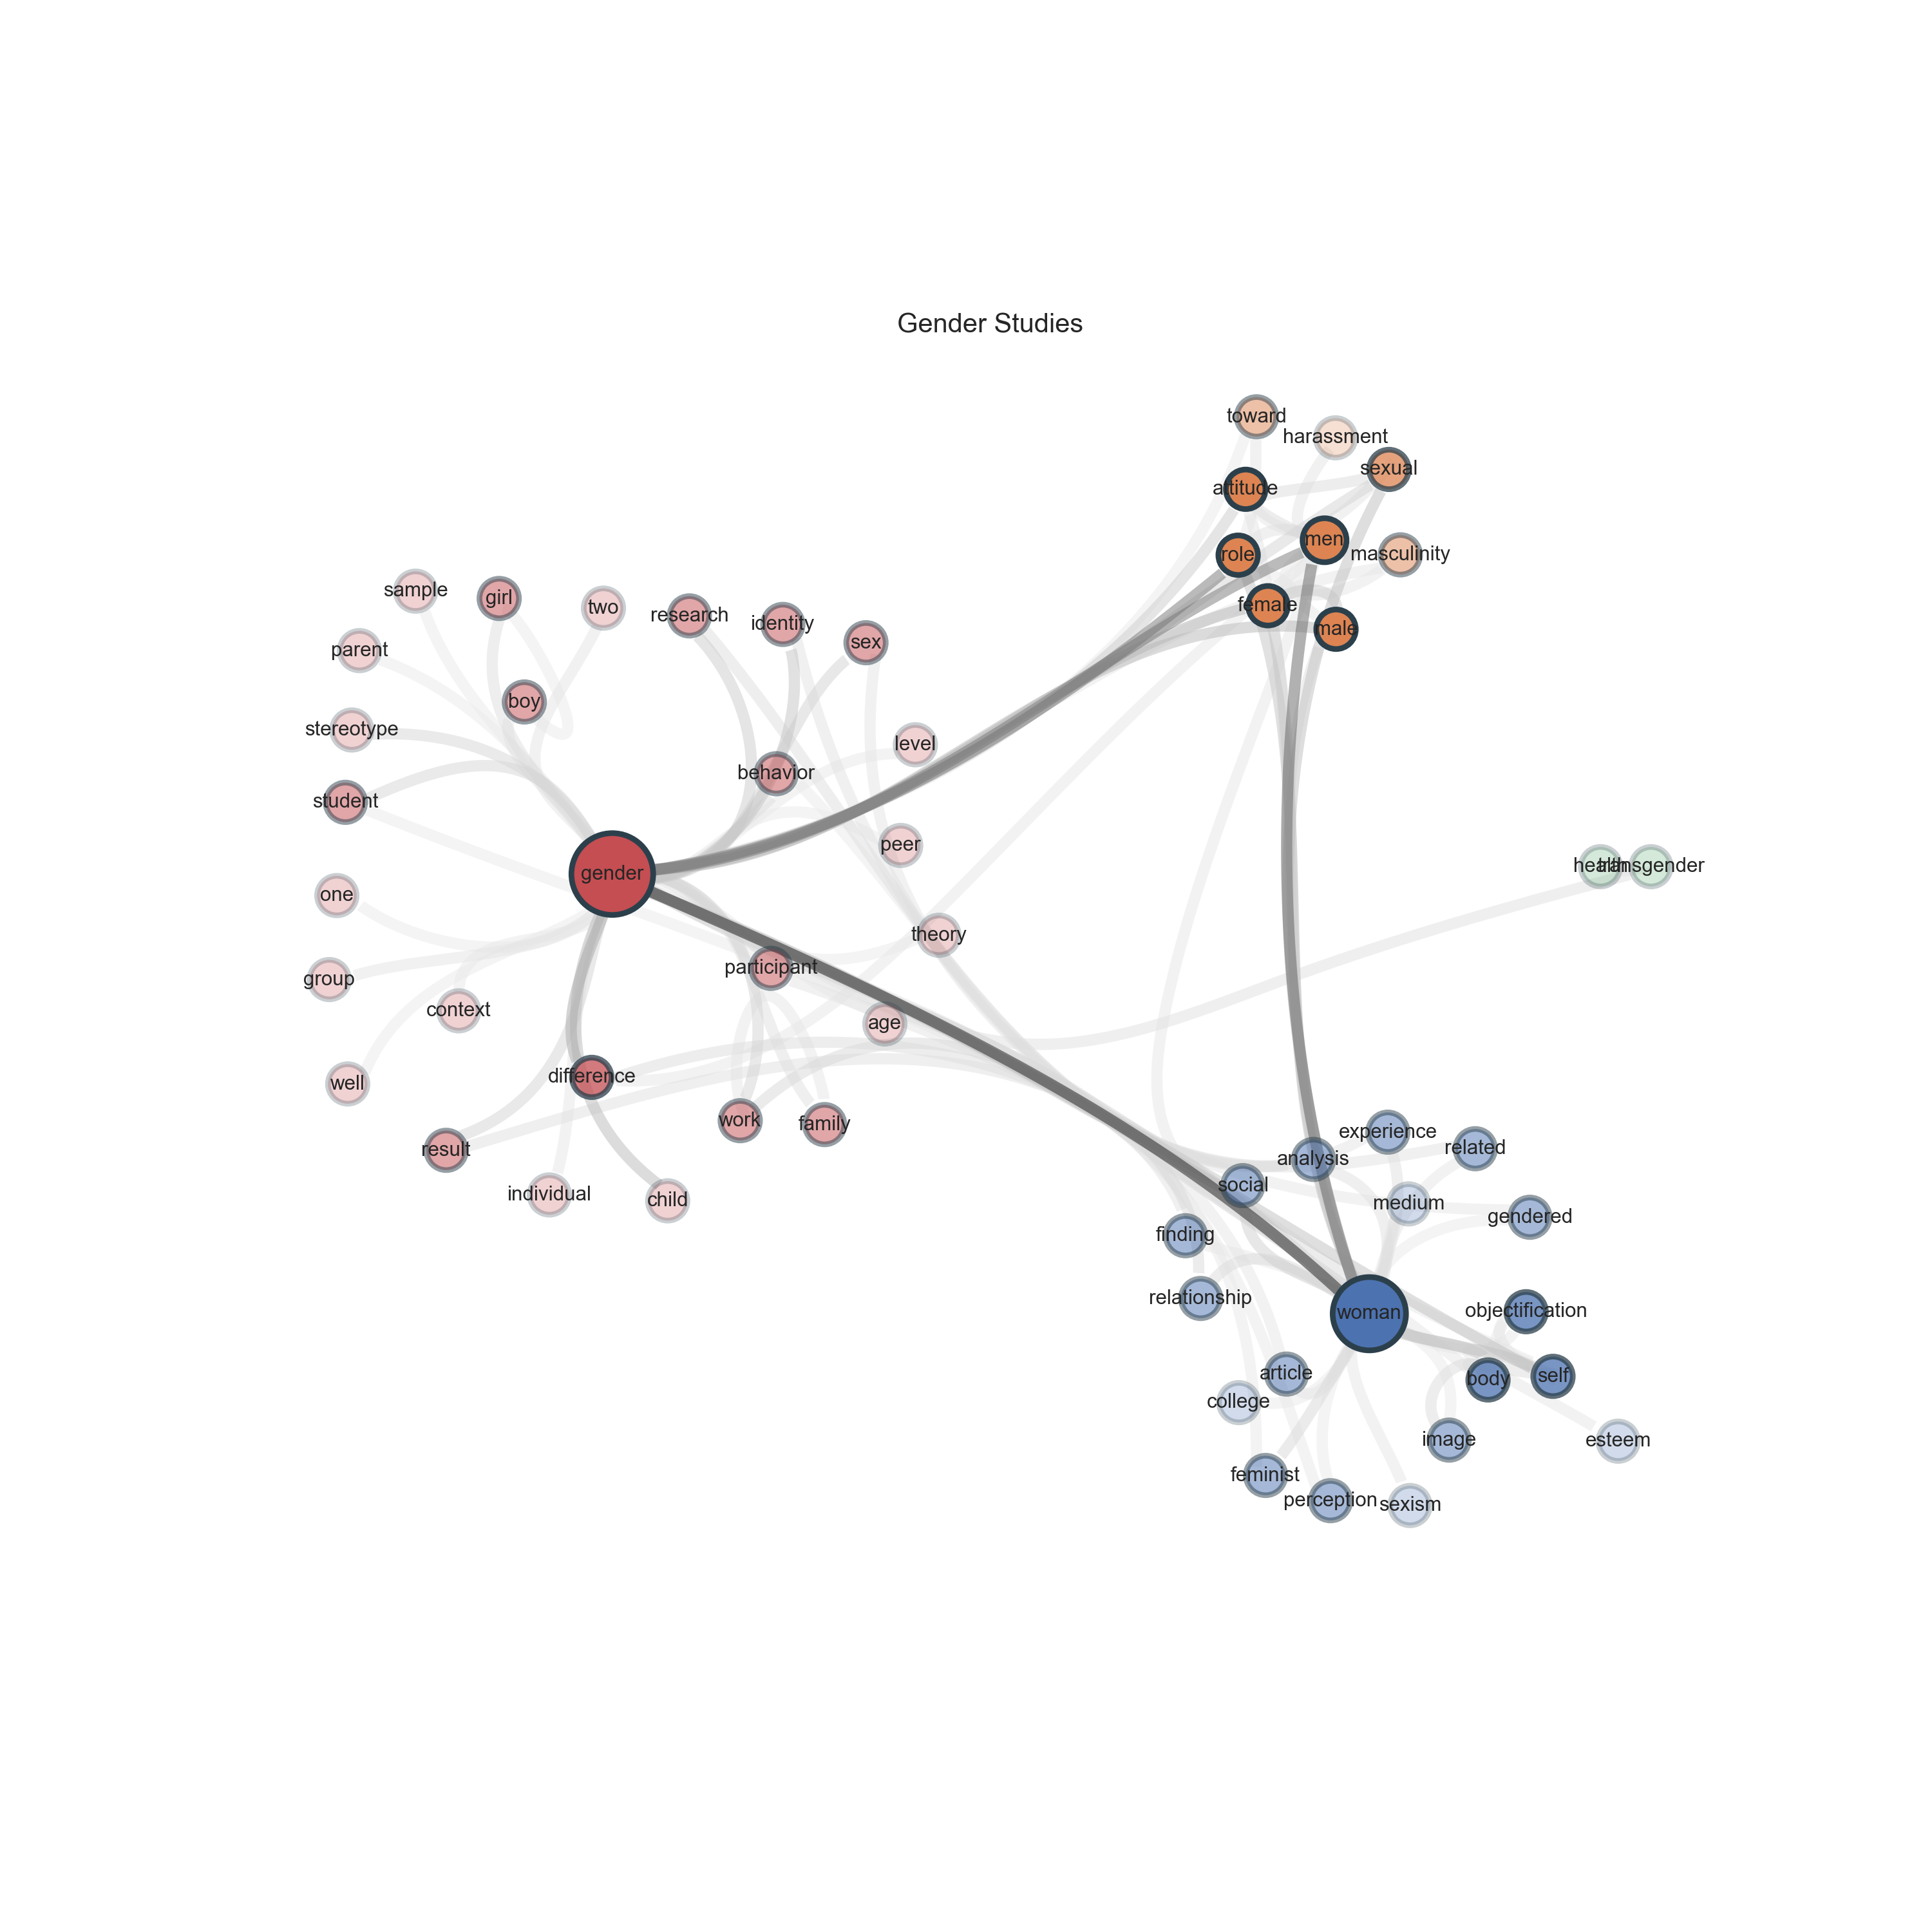 Gender Studies
toward
harassment
sexual
attitude
men
role
masculinity
female
male
sample
girl
two
research
identity
sex
parent
boy
stereotype
level
behavior
student
peer
gender
health
transgender
one
theory
participant
group
context
age
well
difference
work
family
result
individual
child
experience
related
analysis
social
medium
gendered
finding
relationship
woman
objectification
article
body
self
college
image
esteem
feminist
perception
sexism